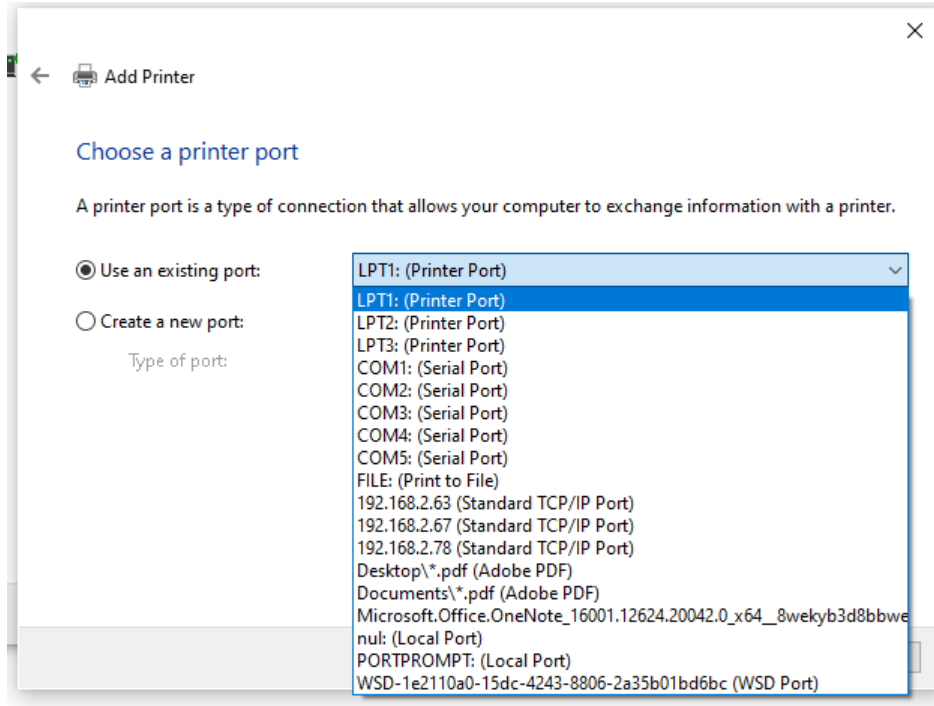 Add Printer
Choose a printer port
A printer port is a type of connection that allows your computer to exchange information with a printer.
Use an existing port:
LPT1: (Printer Port)
LPT1: (Printer Port)
Create a new port:
LPT2: (Printer Port)
LPT3: (Printer Port)
Type of port:
COM1: (Serial Port)
COM2: (Serial Port)
COM3: (Serial Port)
COM4: (Serial Port)
COM5: (Serial Port)
FILE: (Print to File)
192.168.2.63 (Standard TCP/IP Port)
192.168.2.67 (Standard TCP/IP Port)
192.168.2.78 (Standard TCP/IP Port)
Desktop\*.pdf (Adobe PDF)
Documents\*.pdf (Adobe PDF)
Microsoft.Office.OneNote_16001.12624.20042.0_x64__8wekyb3d8bbwe
nul: (Local Port)
PORTPROMPT: (Local Port)
WSD-1e2110a0-15dc-4243-8806-2a35b01bd6bc (WSD Port)